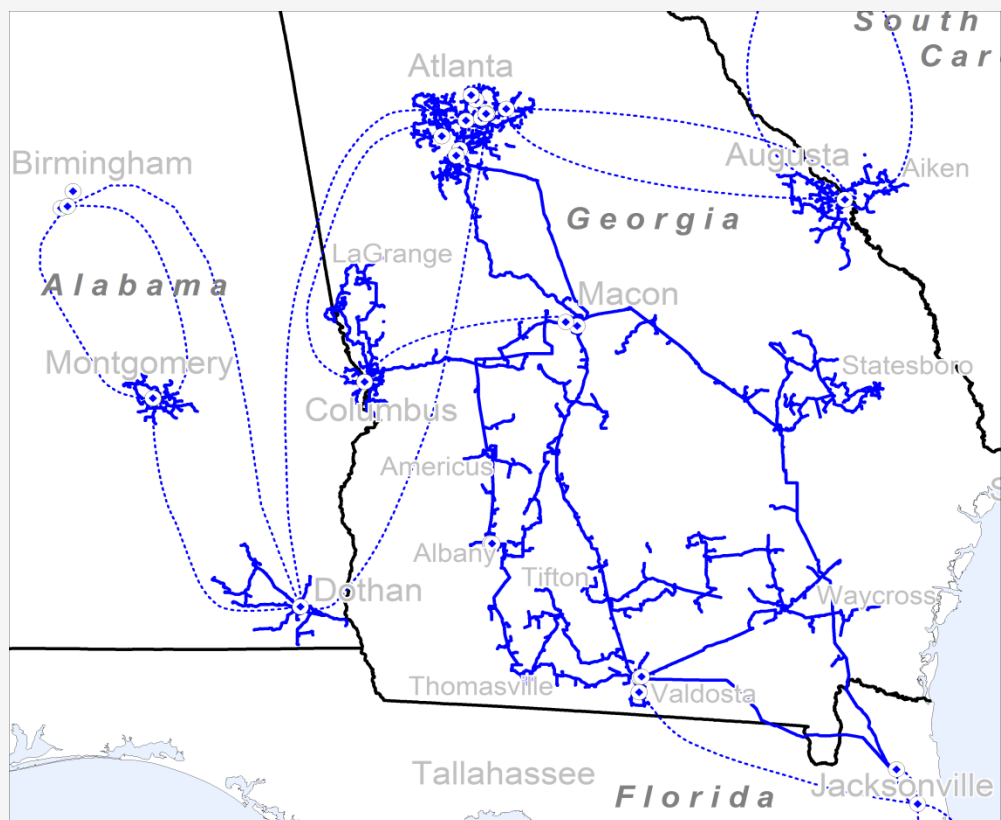 South
Caro
Atlanta
Birmingham
Augusta
Aiken
Georgia
LaGrange
Alabama
Macon
Montgomery
Statesboro
Columbus
Americus
Albany
Tifton
Dothan
Waycross
Thomasville
Valdosta
Tallahassee
Jacksonville
Florida